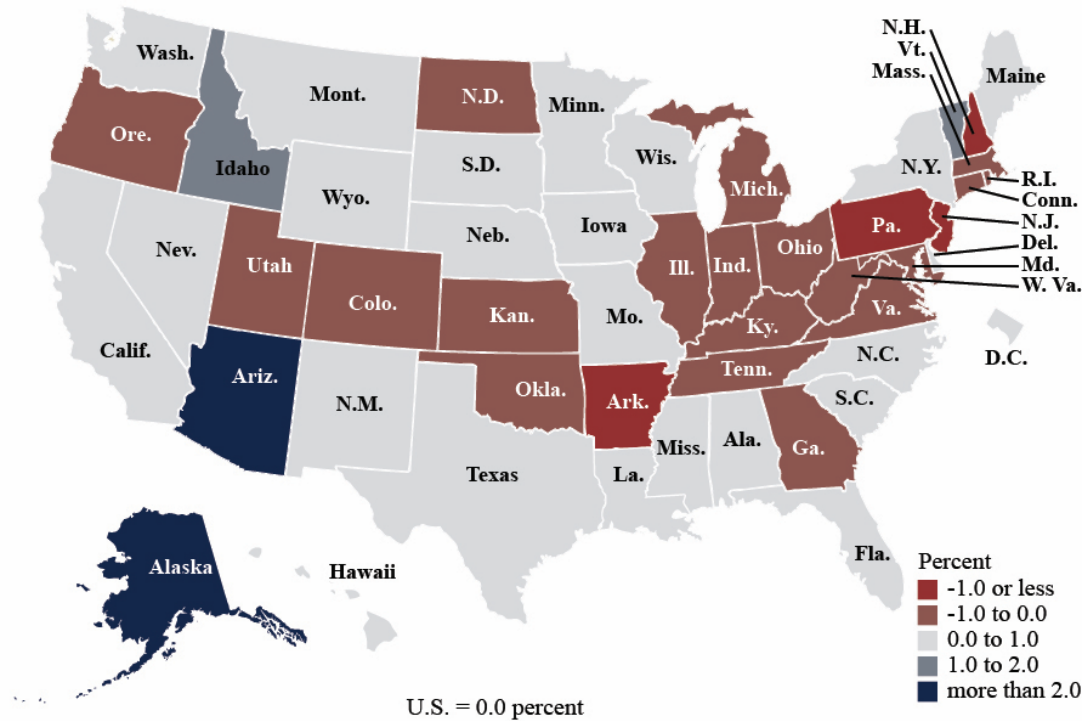 N.H.
Vt.
Mass.
Wash.
Maine
Mont.
N.D.
Minn.
Ore.
Idaho
S.D.
Wis.
N.Y.
Mich.
R.I.
Conn.
Wyo.
N.J.
Iowa
Pa.
Neb.
Del.
Nev.
Ohio
Md.
Utah
Ill.
Ind.
W. Va.
Colo.
Kan.
Mo.
Ky.
Va.
Calif.
N.C.
D.C.
Ariz.
Tenn.
Okla.
Ark.
N.M.
S.C.
Miss.
Ala.
Ga.
Texas
La.
Fla.
Alaska
Hawaii
Percent
-1.0 or less
-1.0 to 0.0
0.0 to 1.0
1.0 to 2.0
more than 2.0
U.S. = 0.0 percent